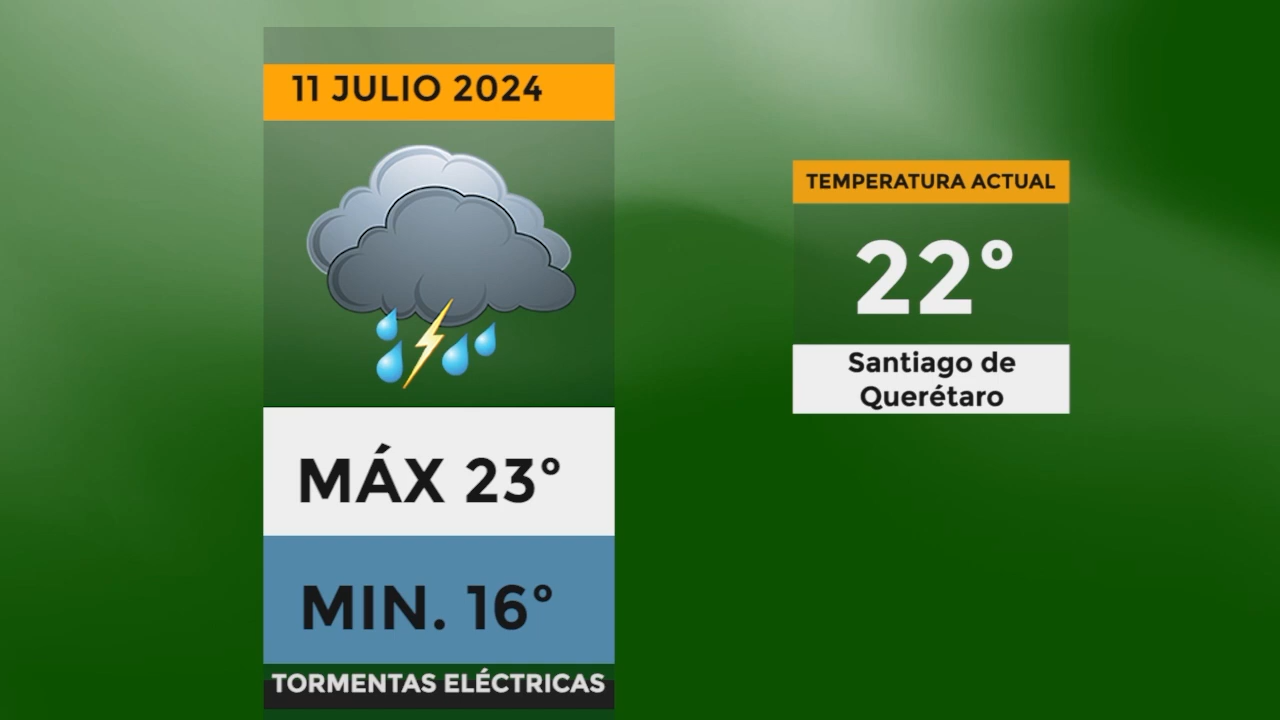 11 JULIO 2024
MÁX 23°
MIN. 16°
TORMENTAS ELÉCTRICAS
TEMPERATURA ACTUAL
22°
Santiago de
Querétaro